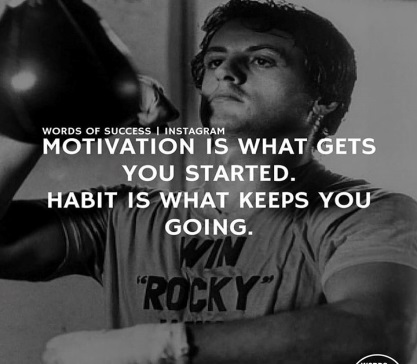 WORDS OF SUCCESS | INSTAGRAM
MOTIVATION IS WHAT GETS
YOU STARTED.
HABIT IS WHAT KEEPS YOU
GOING.
WIN
"ROCKY"